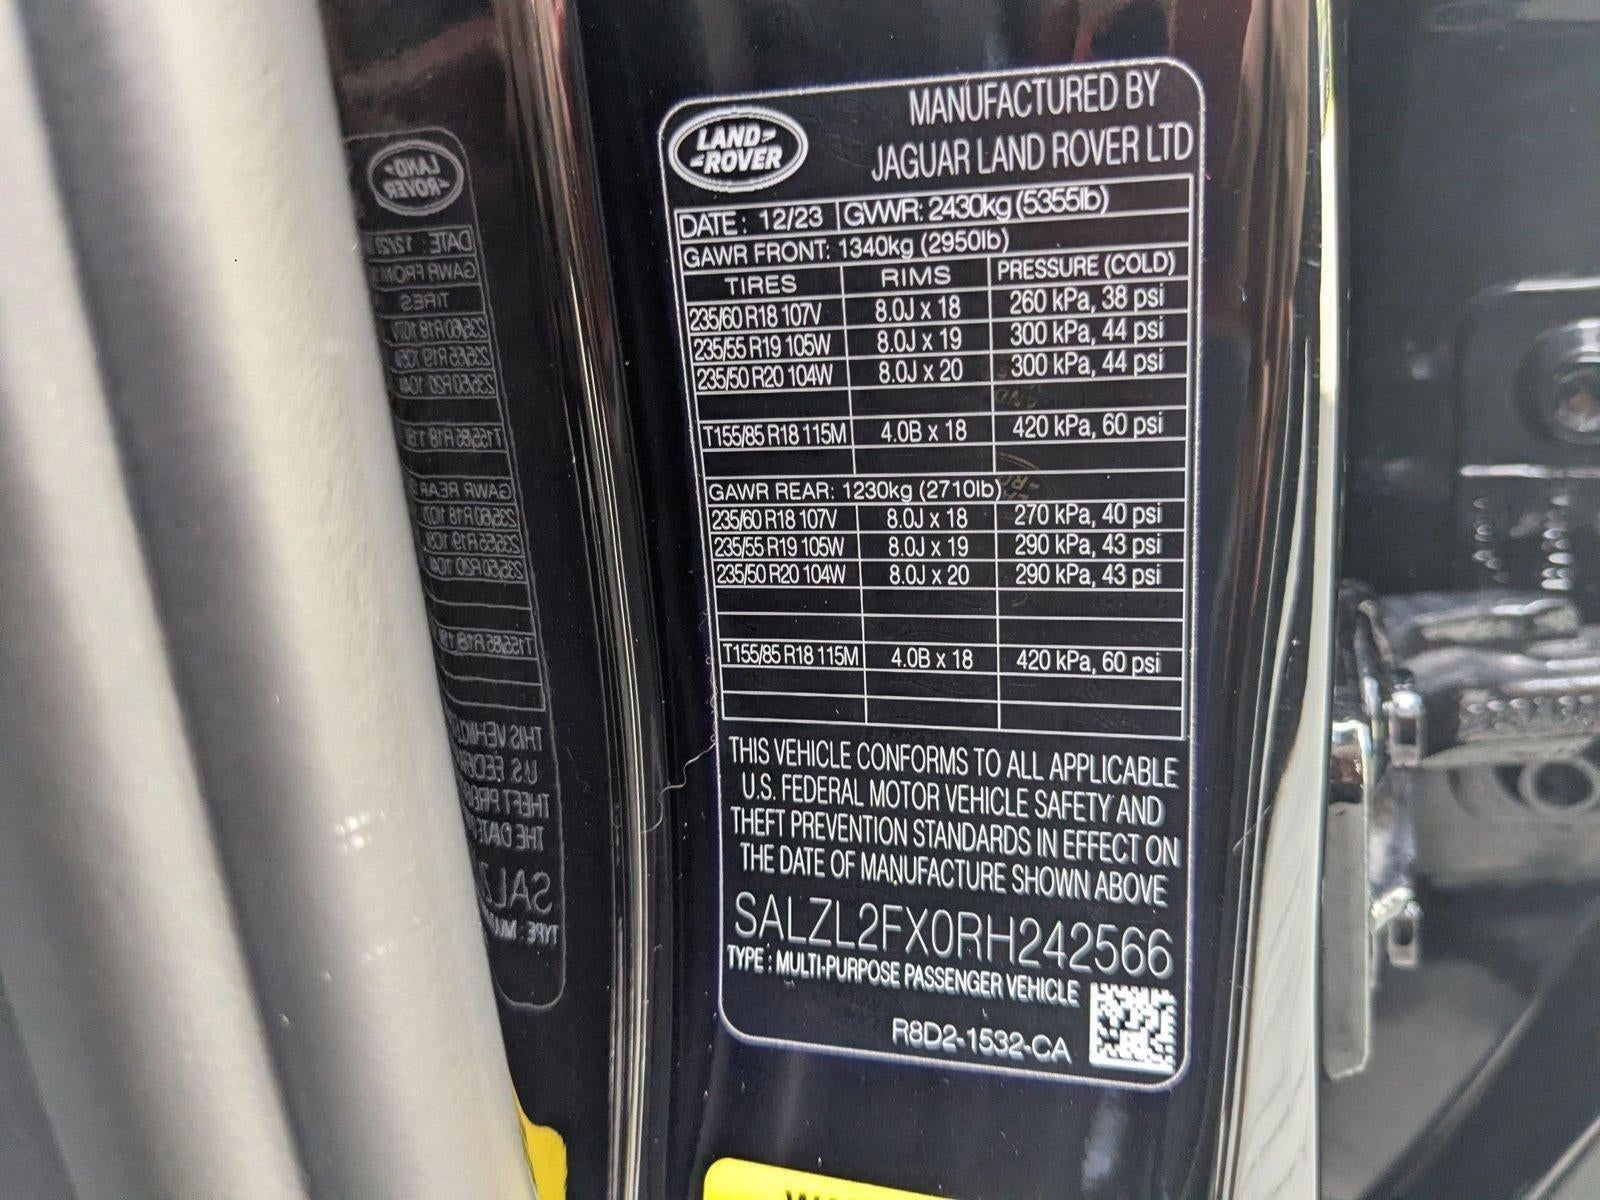 LAND-
-ROVER
MANUFACTURED BY
JAGUAR LAND ROVER LTD
DATE: 12/23 GVWR: 2430kg (5355lb)
GAWR FRONT: 1340kg (2950lb)
TIRES RIMS PRESSURE (COLD)
235/60 R18 107V 8.0J x 18 260 kPa, 38 psi
235/55 R19 105W 8.0J x 19 300 kPa, 44 psi
235/50 R20 104W 8.0J x 20 300 kPa, 44 psi
T155/85 R18 115M 4.0B x 18 420 kPa, 60 psi
GAWR REAR: 1230kg (2710lb)
235/60 R18 107V 8.0J x 18 270 kPa, 40 psi
235/55 R19 105W 8.0J x 19 290 kPa, 43 psi
235/50 R20 104W 8.0J x 20 290 kPa, 43 psi
T155/85 R18 115M 4.0B x 18 420 kPa, 60 psi
THIS VEHICLE CONFORMS TO ALL APPLICABLE
U.S. FEDERAL MOTOR VEHICLE SAFETY AND
THEFT PREVENTION STANDARDS IN EFFECT ON
THE DATE OF MANUFACTURE SHOWN ABOVE
SALZL2FX0RH242566
TYPE : MULTI-PURPOSE PASSENGER VEHICLE
R8D2-1532-CA